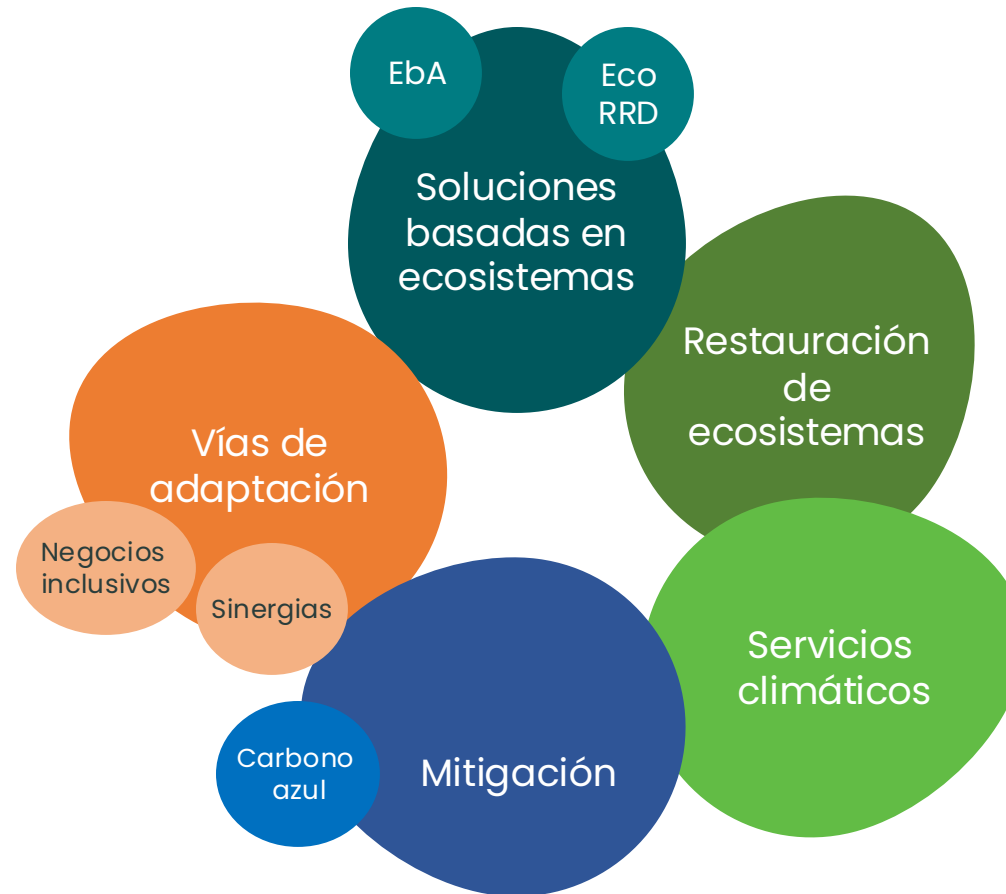 EbA
Eco
RRD
Soluciones
basadas en
ecosistemas
Restauración
de
ecosistemas
Vías de
adaptación
Negocios
inclusivos
Sinergias
Servicios
climáticos
Carbono
azul
Mitigación